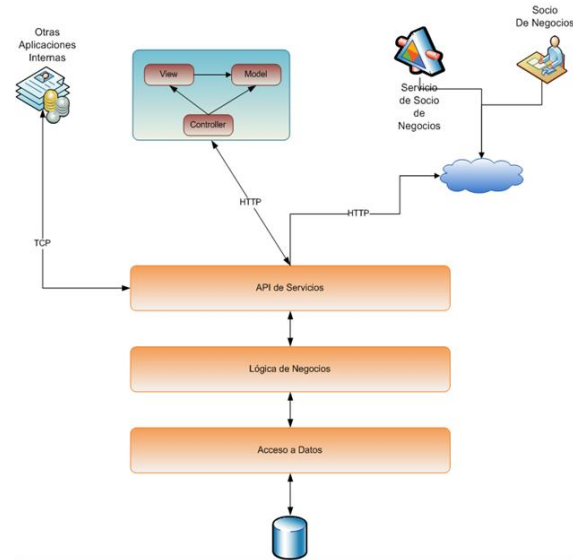 Otras
Aplicaciones
Internas
View
Model
Controller
Servicio
de Socio
de
Negocios
Socio
De Negocios
HTTP
HTTP
TCP
API de Servicios
Lógica de Negocios
Acceso a Datos